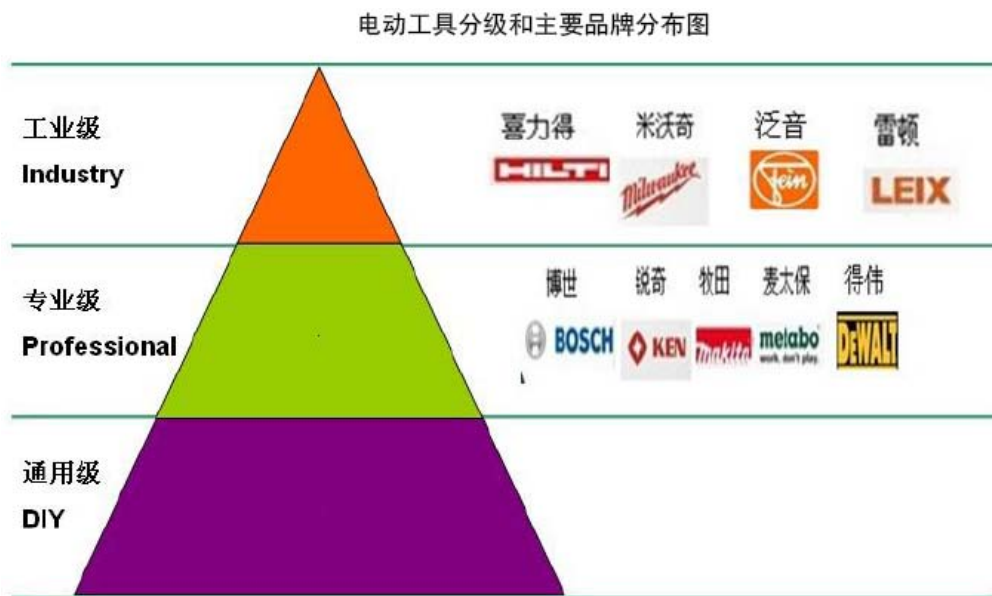 电动工具分级和主要品牌分布图
工业级
Industry
喜力得 米沃奇 泛音 雷顿
HILTI Milwaukee Fein LEIX
专业级
Professional
博世 锐奇 牧田 麦太保 得伟
BOSCH KEN makita metabo DEWALT
work. don't play.
通用级
DIY